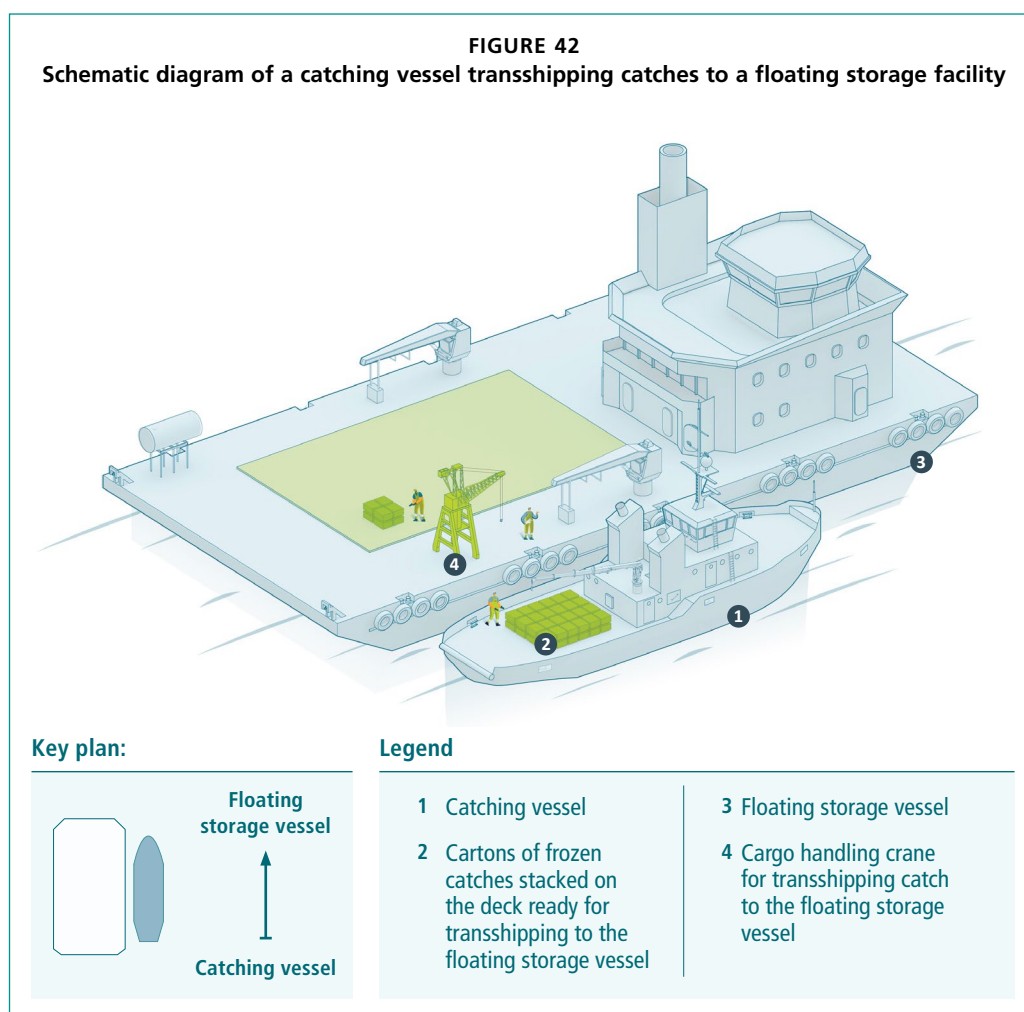 FIGURE 42
Schematic diagram of a catching vessel transshipping catches to a floating storage facility
4
3
1
2
Key plan:
Floating
storage vessel
Catching vessel
Legend
1 Catching vessel
2 Cartons of frozen
catches stacked on
the deck ready for
transshipping to the
floating storage vessel
3 Floating storage vessel
4 Cargo handling crane
for transshipping catch
to the floating storage
vessel